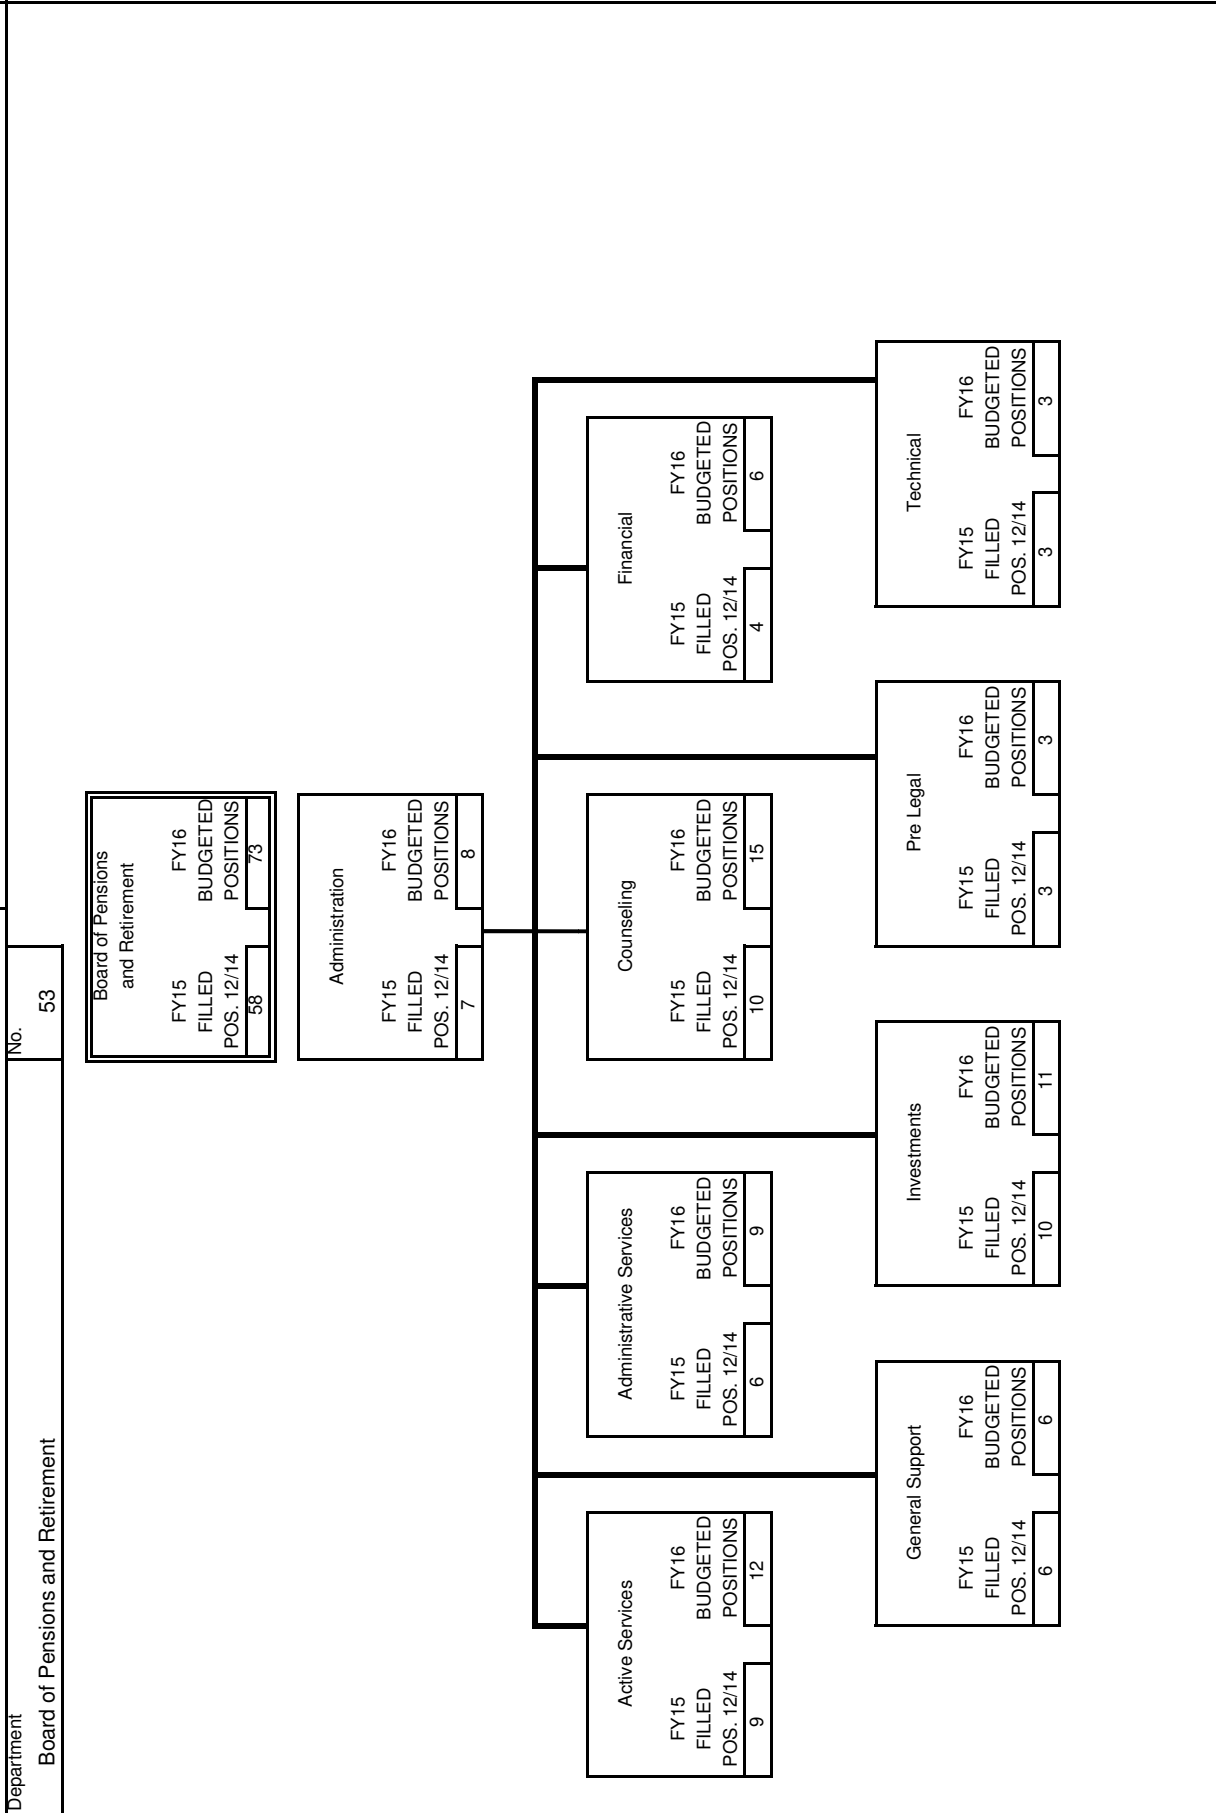 Department
No.
Board of Pensions and Retirement
53
Board of Pensions
and Retirement
FY15 FY16
FILLED BUDGETED
POS. 12/14 POSITIONS
58 73
Administration
FY15 FY16
FILLED BUDGETED
POS. 12/14 POSITIONS
7 8
Active Services
FY15 FY16
FILLED BUDGETED
POS. 12/14 POSITIONS
9 12
Administrative Services
FY15 FY16
FILLED BUDGETED
POS. 12/14 POSITIONS
6 9
Counseling
FY15 FY16
FILLED BUDGETED
POS. 12/14 POSITIONS
10 15
Financial
FY15 FY16
FILLED BUDGETED
POS. 12/14 POSITIONS
4 6
General Support
FY15 FY16
FILLED BUDGETED
POS. 12/14 POSITIONS
6 6
Investments
FY15 FY16
FILLED BUDGETED
POS. 12/14 POSITIONS
10 11
Pre Legal
FY15 FY16
FILLED BUDGETED
POS. 12/14 POSITIONS
3 3
Technical
FY15 FY16
FILLED BUDGETED
POS. 12/14 POSITIONS
3 3